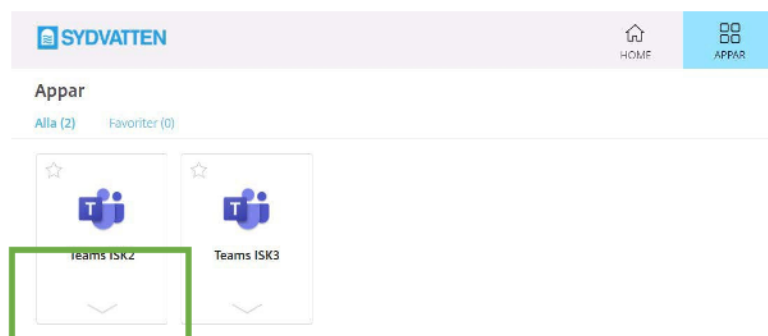 SYDVATTEN
HOME
APPAR
Appar
Alla (2) Favoriter (0)
T
T
Teams ISK2
Teams ISK3